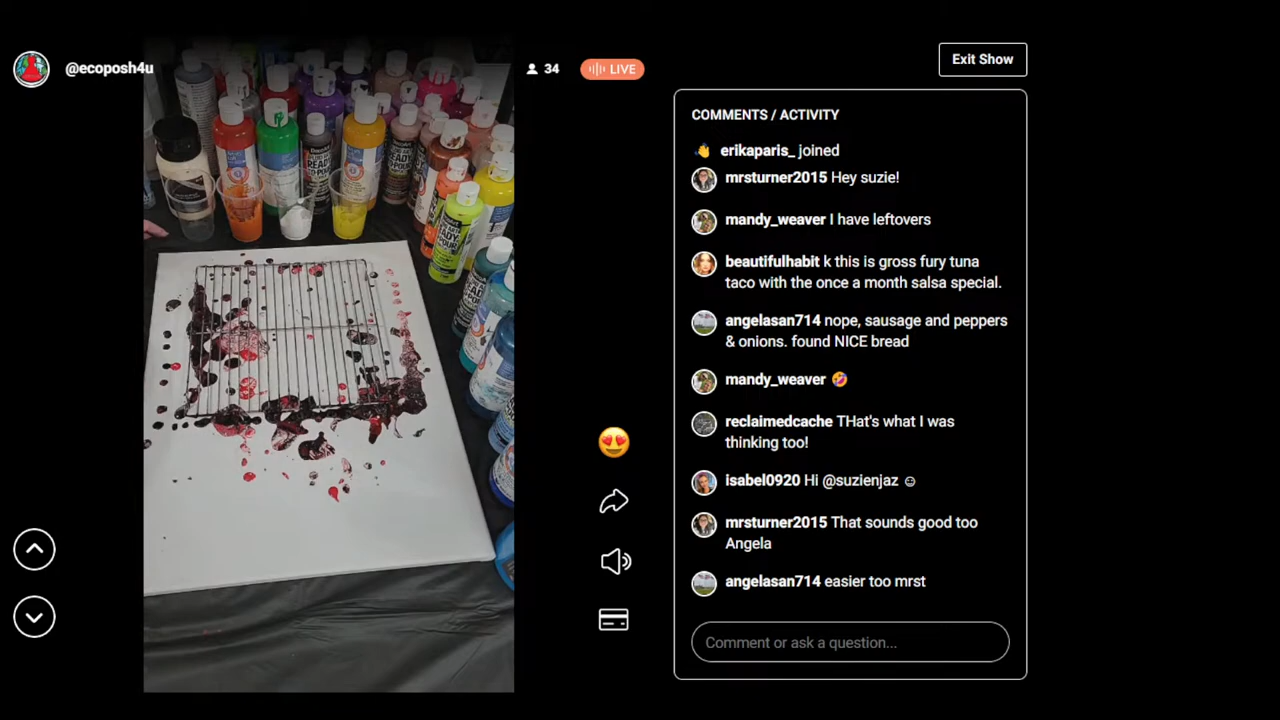 @ecoposh4u
34
LIVE
Exit Show
COMMENTS / ACTIVITY
erikaparis_ joined
mrsturner2015 Hey suzie!
mandy_weaver I have leftovers
beautifulhabit k this is gross fury tuna
taco with the once a month salsa special.
angelasan714 nope, sausage and peppers
& onions. found NICE bread
mandy_weaver 🤣
reclaimedcache THat's what I was
thinking too!
isabel0920 Hi @suzienjaz ☺
mrsturner2015 That sounds good too
Angela
angelasan714 easier too mrst
Comment or ask a question...